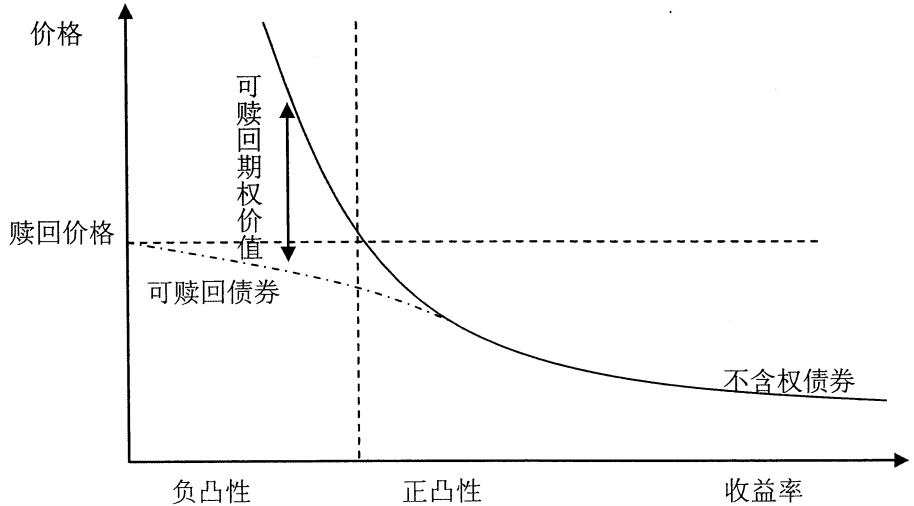 价格
可赎回期权价值
赎回价格
可赎回债券
不含权债券
负凸性
正凸性
收益率